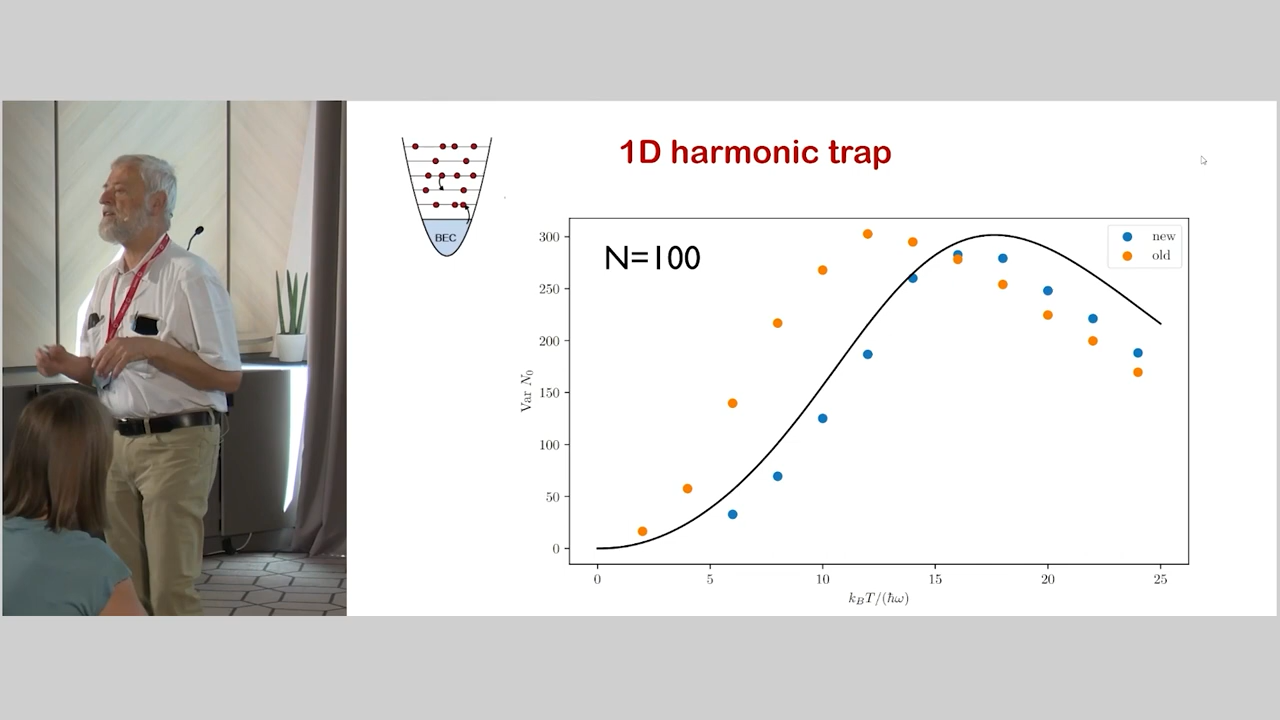 1D harmonic trap
BEC
N=100
new
old
300
250
200
150
100
50
0
Var N₀
0 5 10 15 20 25
k_BT/(ħω)